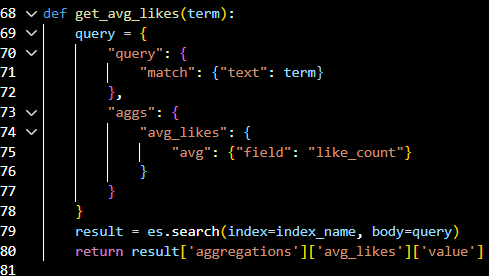 68 def get_avg_likes(term):
69     query = {
70         "query": {
71             "match": {"text": term}
72         },
73         "aggs": {
74             "avg_likes": {
75                 "avg": {"field": "like_count"}
76             }
77         }
78     }
79     result = es.search(index=index_name, body=query)
80     return result['aggregations']['avg_likes']['value']
81